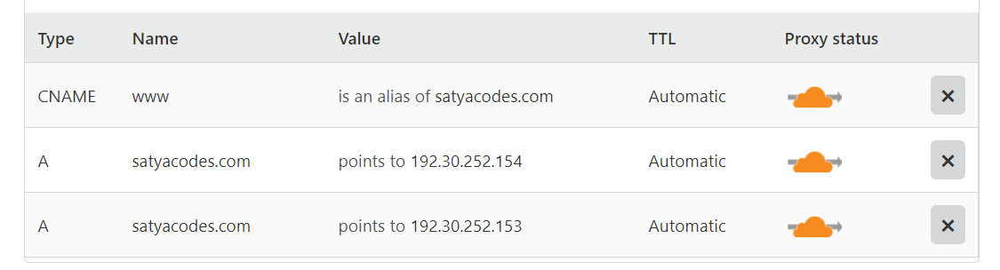 Type Name Value TTL Proxy status
CNAME www is an alias of satyacodes.com Automatic
A satyacodes.com points to 192.30.252.154 Automatic
A satyacodes.com points to 192.30.252.153 Automatic